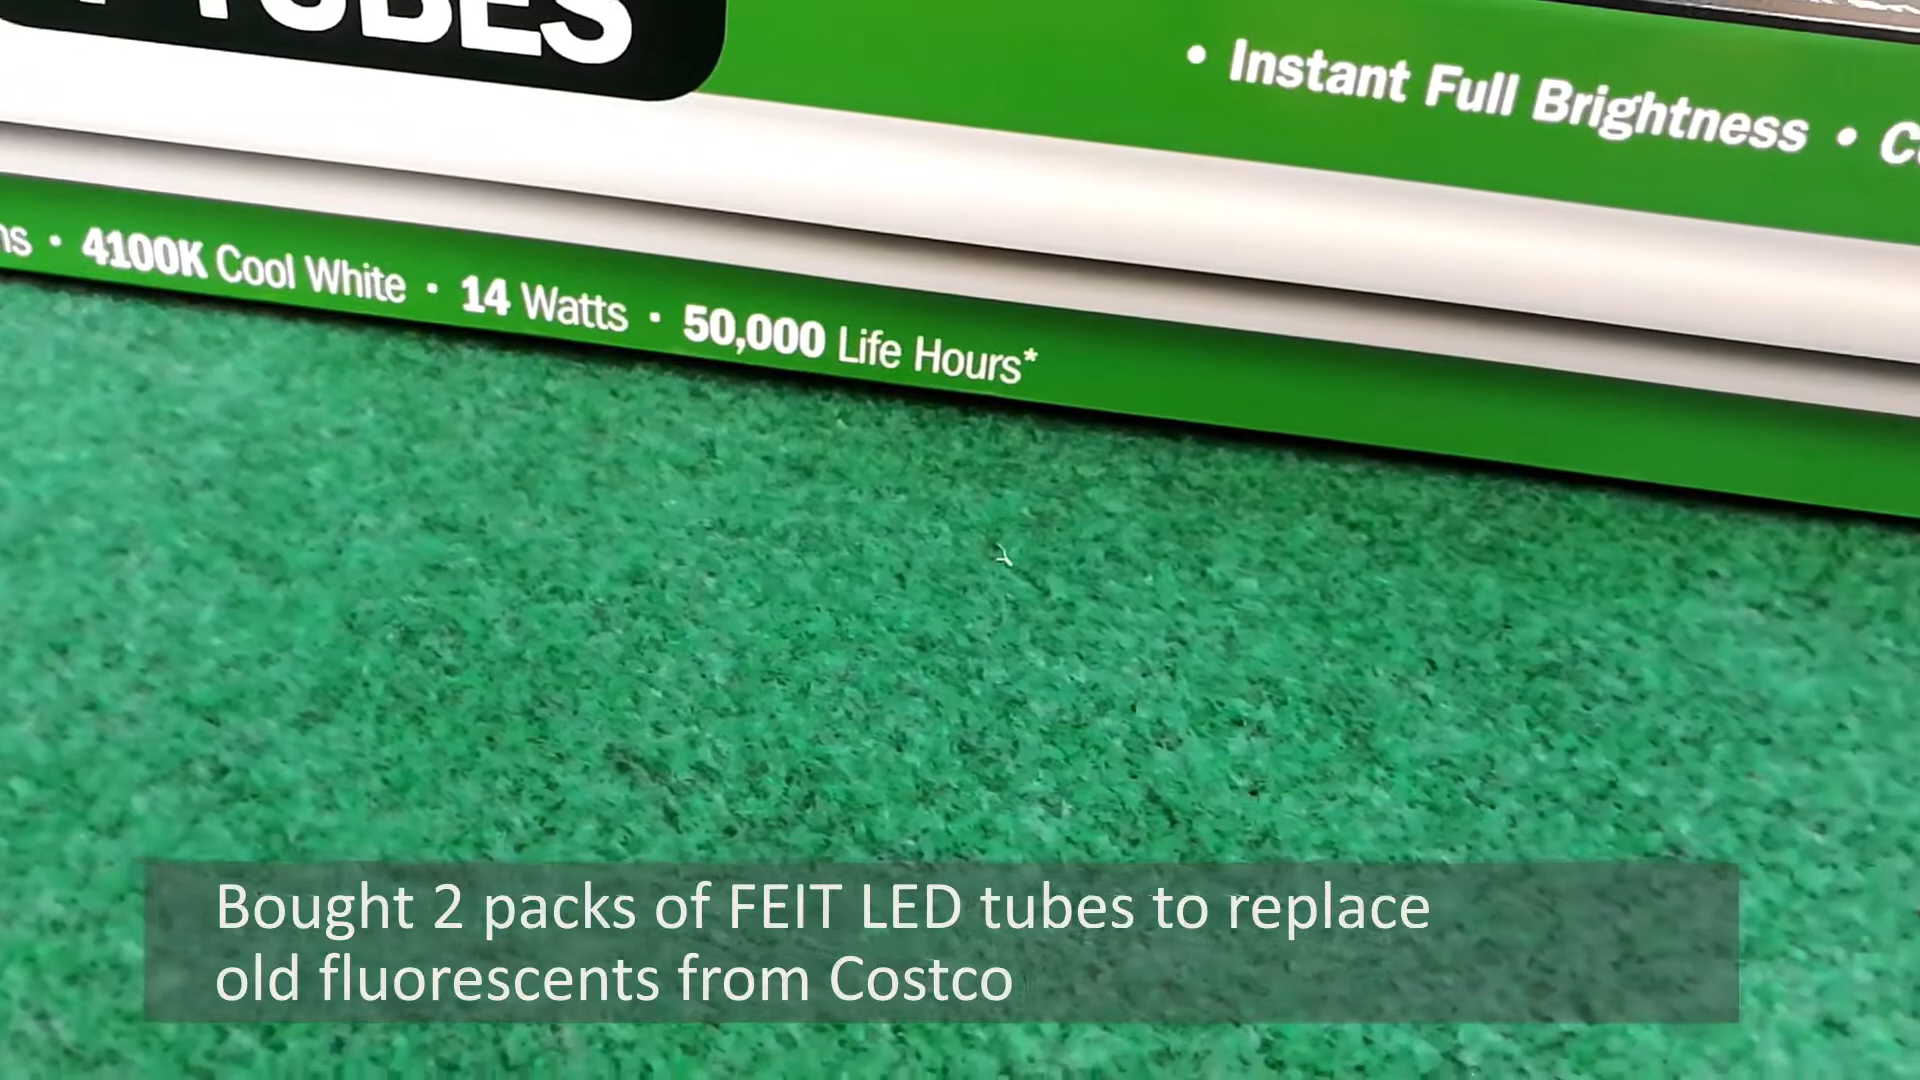 TUBES
• Instant Full Brightness •
• 4100K Cool White • 14 Watts • 50,000 Life Hours*
Bought 2 packs of FEIT LED tubes to replace
old fluorescents from Costco